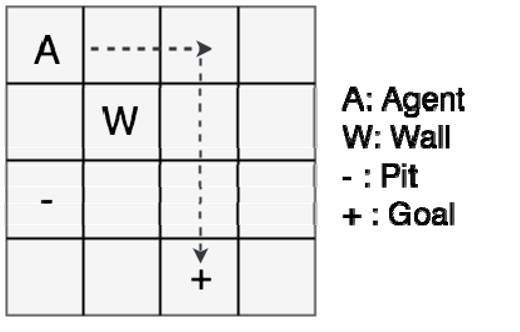 A
W
-
+
A: Agent
W: Wall
- : Pit
+ : Goal